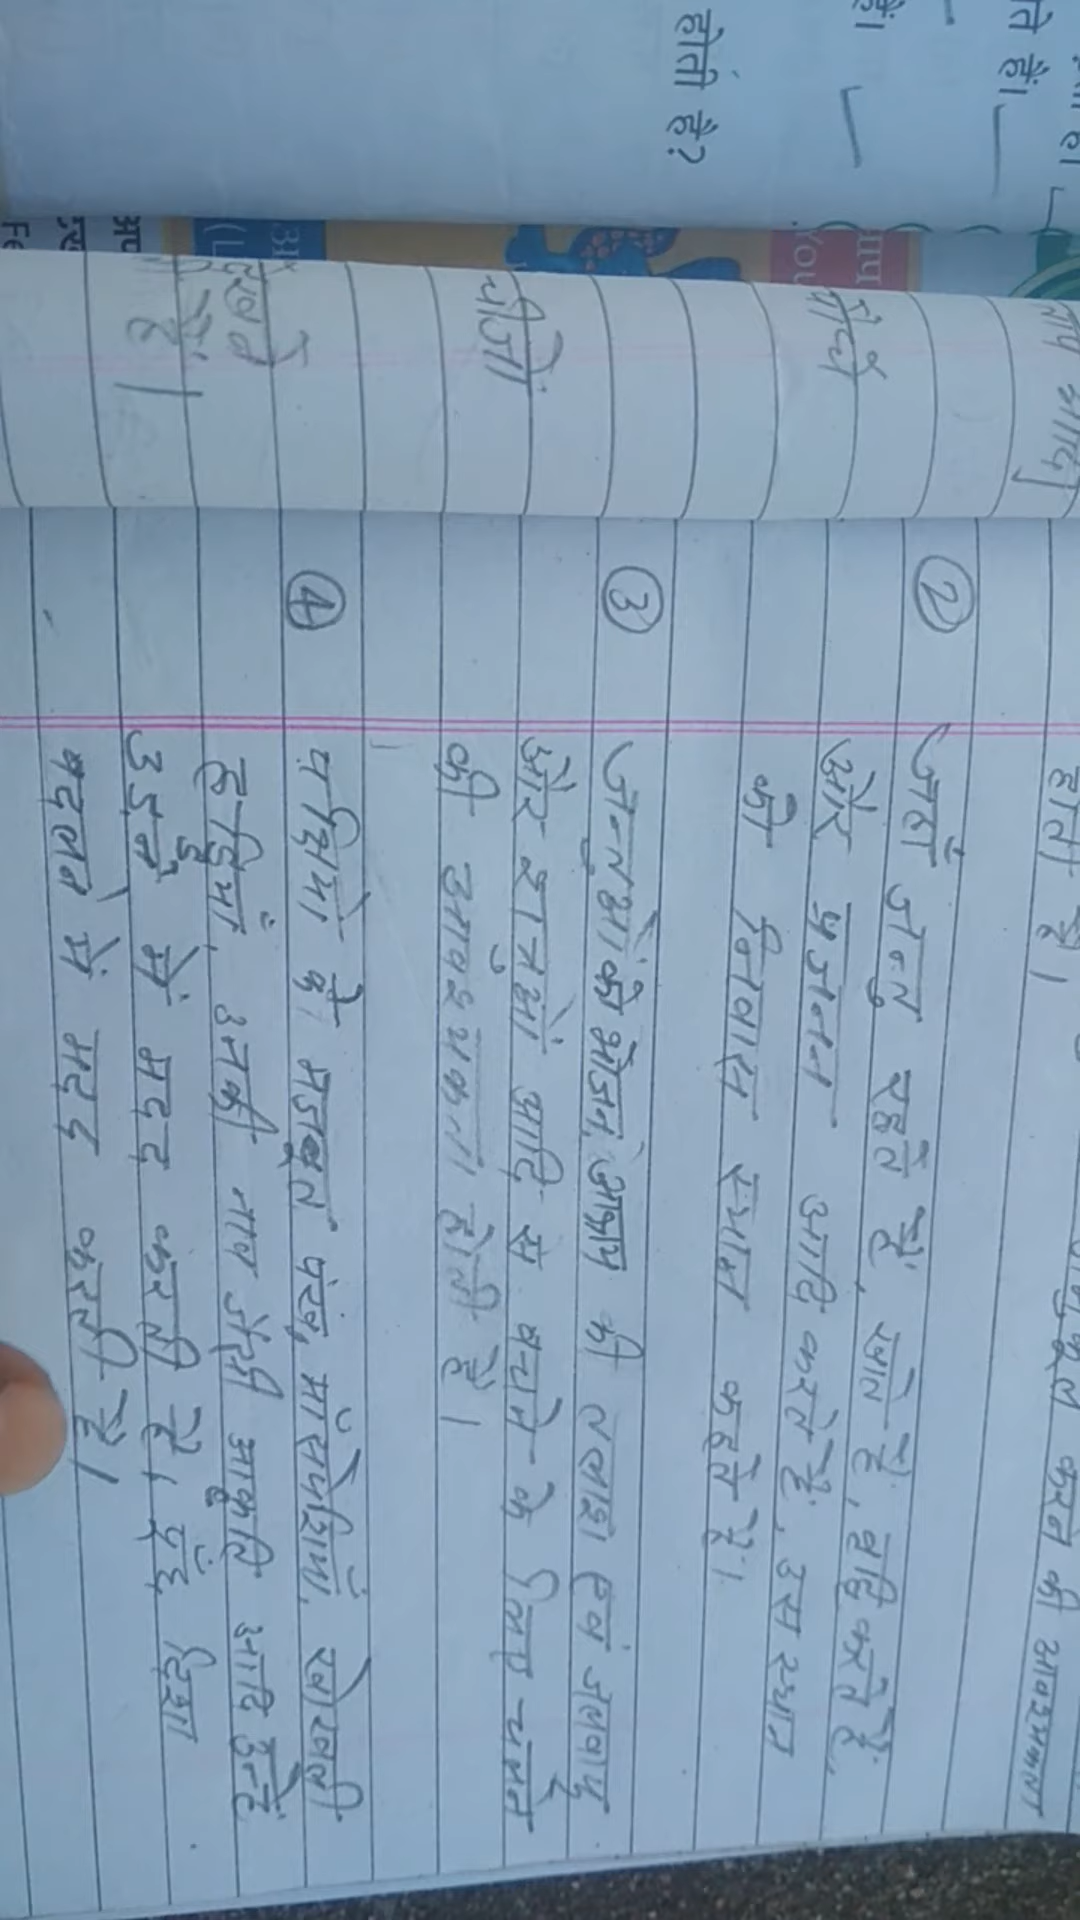 होती है।
② जहाँ जन्तु रहते हैं, खाते हैं, वृद्धि करते हैं,
और प्रजनन आदि करते हैं, उस स्थान
को निवास स्थान कहते हैं।
③ जन्तुओं को भोजन, आश्रय की तलाश एवं जलवायु
और शत्रुओं आदि से बचने के लिए चलने
की आवश्यकता होती है।
④ पक्षियों के मजबूत पंख, मांसपेशियाँ, खोखली
हड्डियाँ, उनकी नाव जैसी आकृति आदि उन्हें
उड़ने में मदद करती है। पूँछ दिशा
बदलने में मदद करती है।
ते हैं।
हैं।
होती है?
पौधे
चीजों